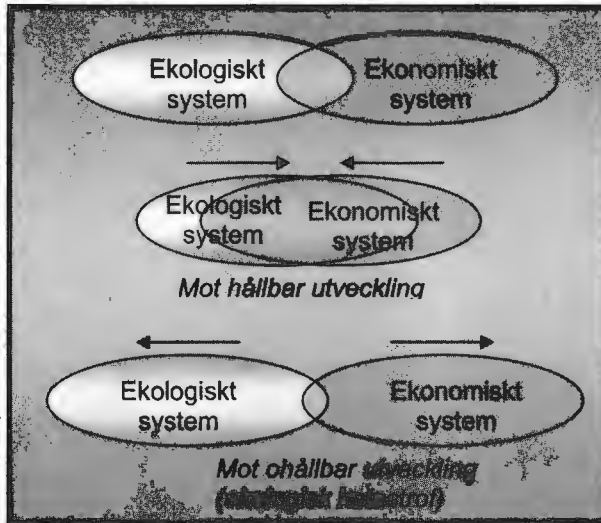 Ekologiskt
system
Ekonomiskt
system
Ekologiskt
system
Ekonomiskt
system
Mot hållbar utveckling
Ekologiskt
system
Ekonomiskt
system
Mot ohållbar utveckling